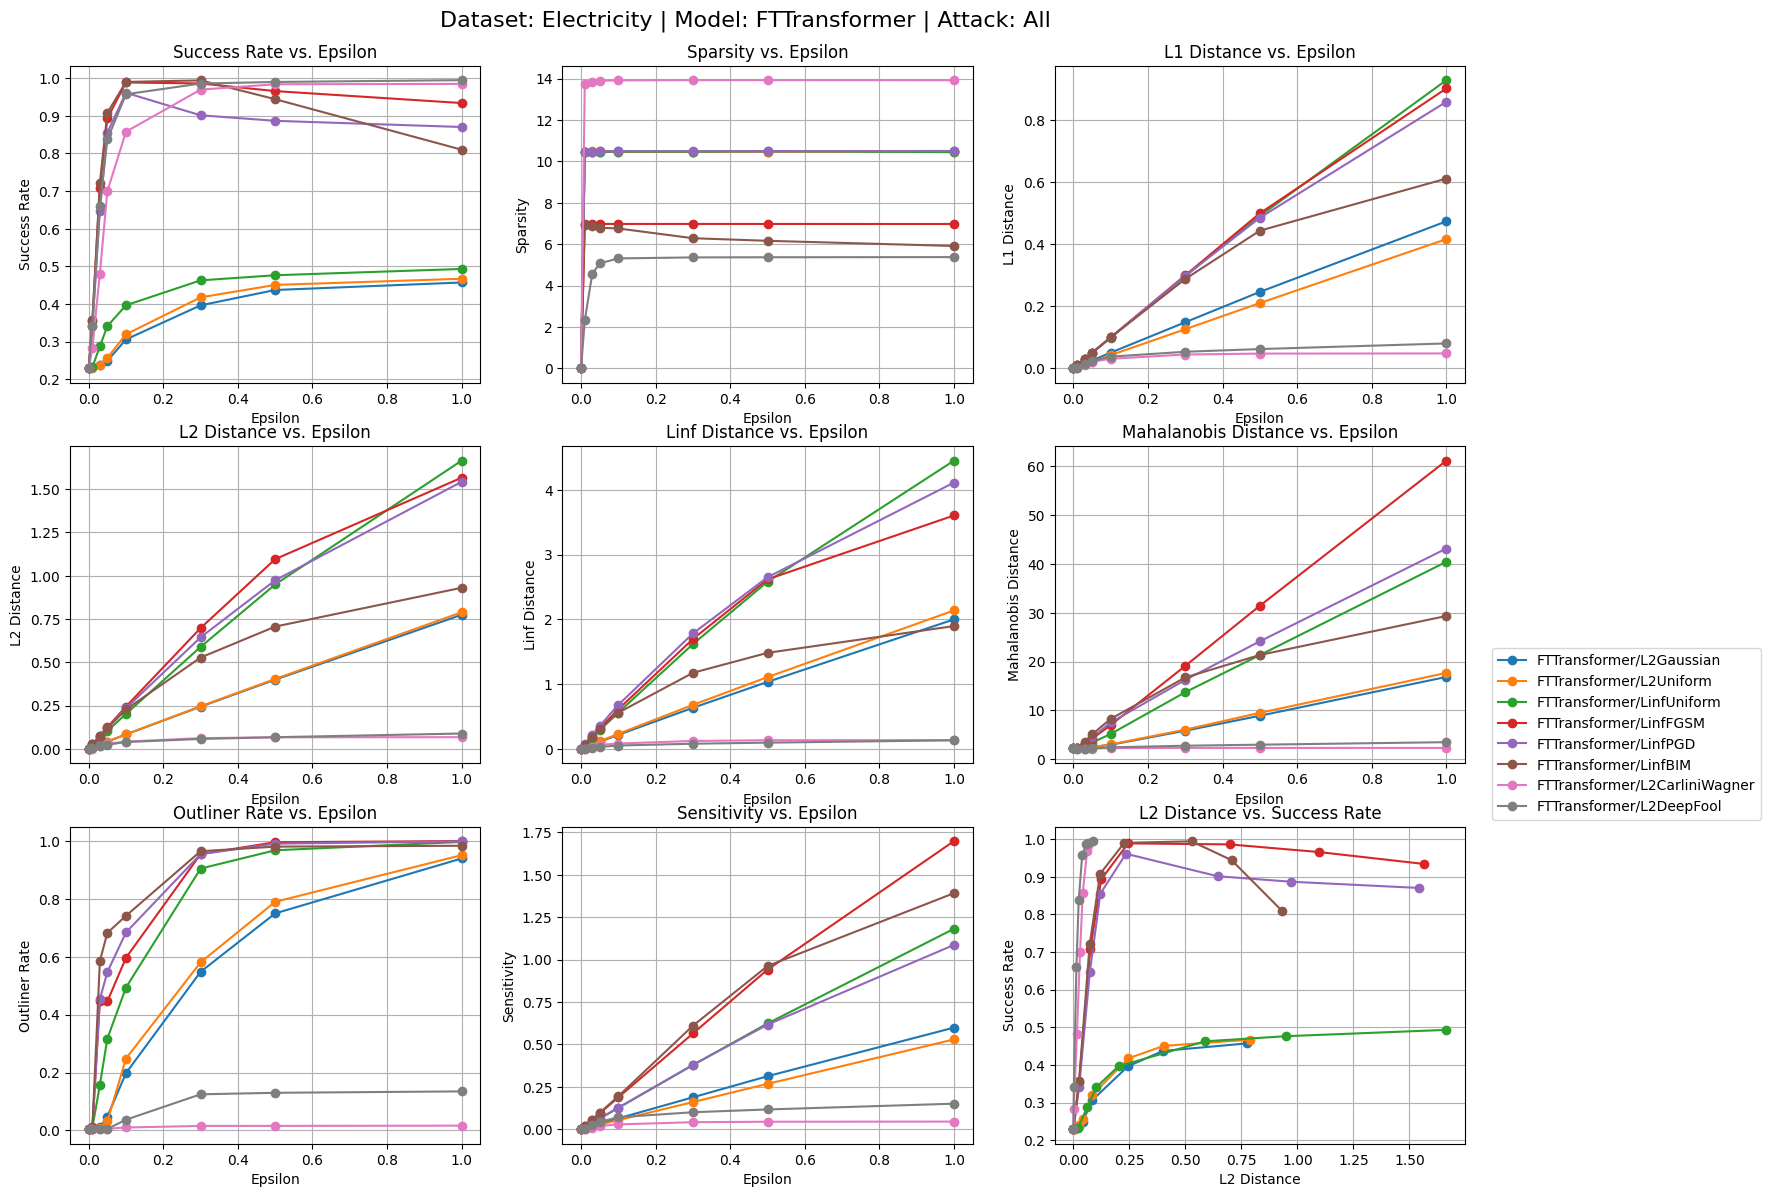 Dataset: Electricity | Model: FTTransformer | Attack: All
Success Rate vs. Epsilon
1.0
0.9
0.8
0.7
0.6
0.5
0.4
0.3
0.2
Success Rate
0.0 0.2 0.4 0.6 0.8 1.0
Epsilon
Sparsity vs. Epsilon
14
12
10
8
6
4
2
0
Sparsity
0.0 0.2 0.4 0.6 0.8 1.0
Epsilon
L1 Distance vs. Epsilon
0.8
0.6
0.4
0.2
0.0
L1 Distance
0.0 0.2 0.4 0.6 0.8 1.0
Epsilon
L2 Distance vs. Epsilon
1.50
1.25
1.00
0.75
0.50
0.25
0.00
L2 Distance
0.0 0.2 0.4 0.6 0.8 1.0
Epsilon
Linf Distance vs. Epsilon
4
3
2
1
0
Linf Distance
0.0 0.2 0.4 0.6 0.8 1.0
Epsilon
Mahalanobis Distance vs. Epsilon
60
50
40
30
20
10
0
Mahalanobis Distance
0.0 0.2 0.4 0.6 0.8 1.0
Epsilon
FTTransformer/L2Gaussian
FTTransformer/L2Uniform
FTTransformer/LinfUniform
FTTransformer/LinfFGSM
FTTransformer/LinfPGD
FTTransformer/LinfBIM
FTTransformer/L2CarliniWagner
FTTransformer/L2DeepFool
Outliner Rate vs. Epsilon
1.0
0.8
0.6
0.4
0.2
0.0
Outliner Rate
0.0 0.2 0.4 0.6 0.8 1.0
Epsilon
Sensitivity vs. Epsilon
1.75
1.50
1.25
1.00
0.75
0.50
0.25
0.00
Sensitivity
0.0 0.2 0.4 0.6 0.8 1.0
Epsilon
L2 Distance vs. Success Rate
1.0
0.9
0.8
0.7
0.6
0.5
0.4
0.3
0.2
Success Rate
0.00 0.25 0.50 0.75 1.00 1.25 1.50
L2 Distance